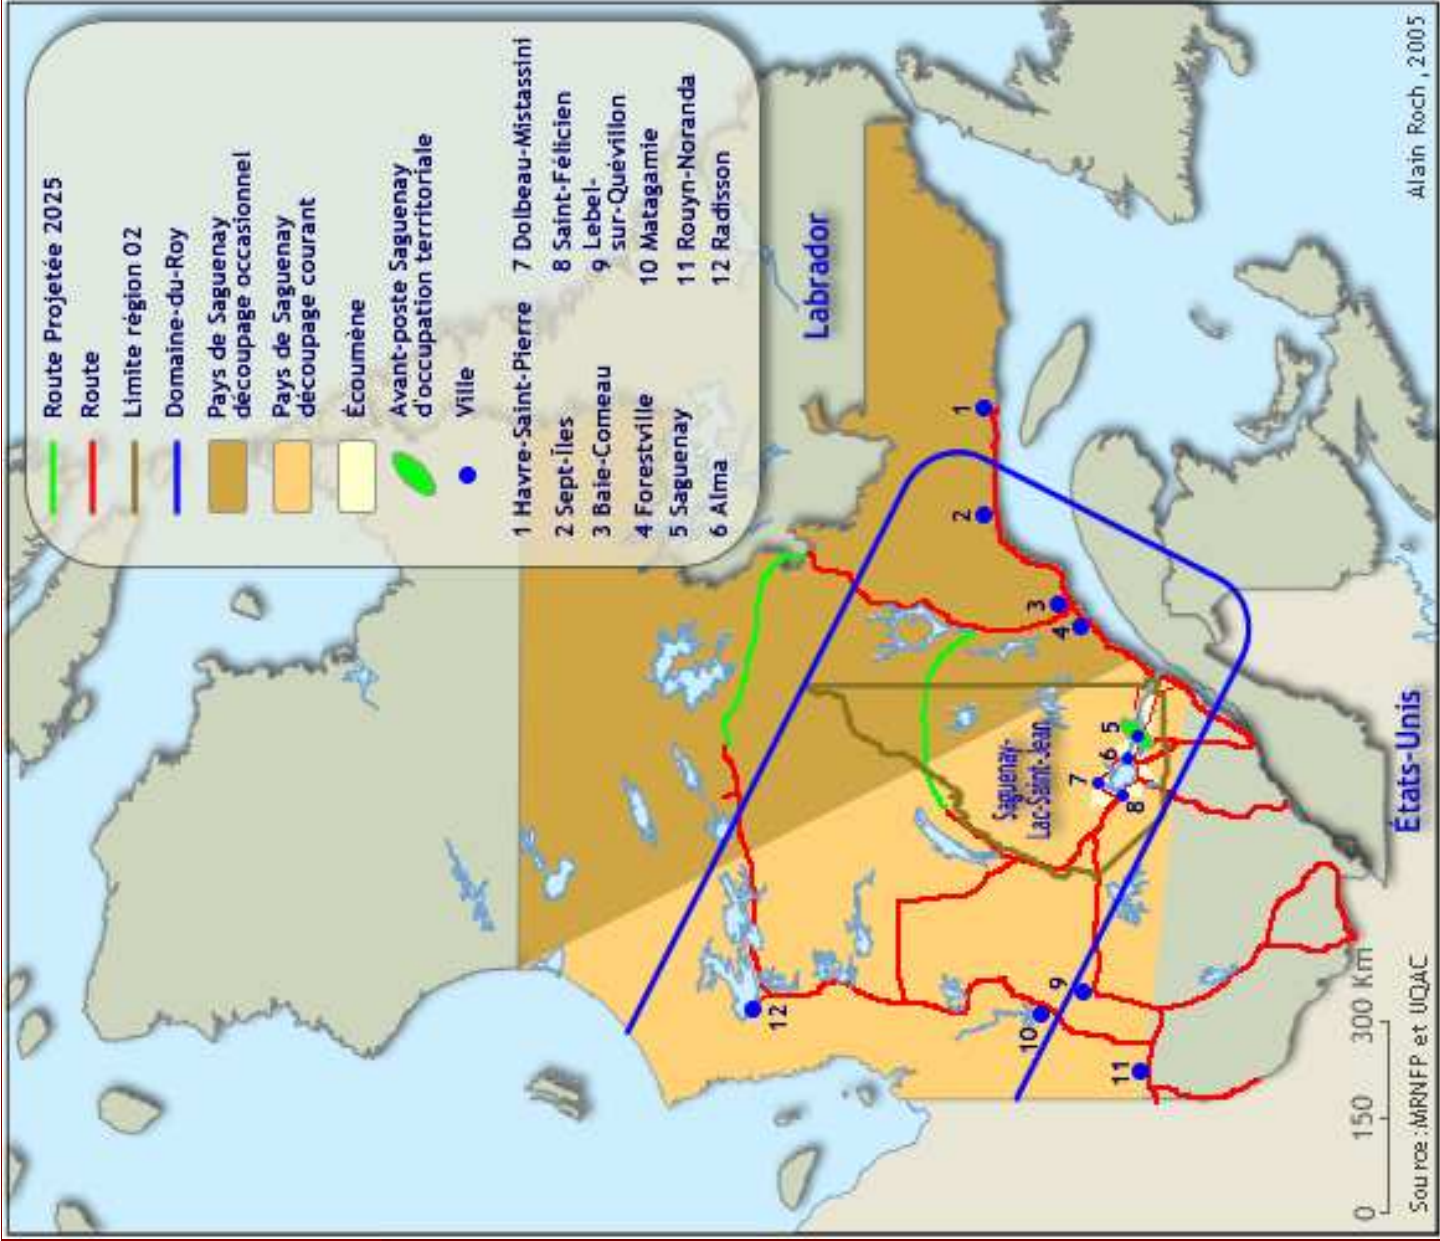 Route Projetée 2025
Route
Limite région 02
Domaine-du-Roy
Pays de Saguenay
découpage occasionnel
Pays de Saguenay
découpage courant
Écoumène
Avant-poste Saguenay
d'occupation territoriale
Ville
1 Havre-Saint-Pierre
2 Sept-Îles
3 Baie-Comeau
4 Forestville
5 Saguenay
6 Alma
7 Dolbeau-Mistassini
8 Saint-Félicien
9 Lebel-
sur-Quévillon
10 Matagamie
11 Rouyn-Noranda
12 Radisson
Labrador
1
2
3
4
Saguenay-
Lac-Saint-Jean
5
6
7
8
9
10
11
12
États-Unis
0 150 300 Km
Source : MRNFP et UQAC
Alain Roch, 2005